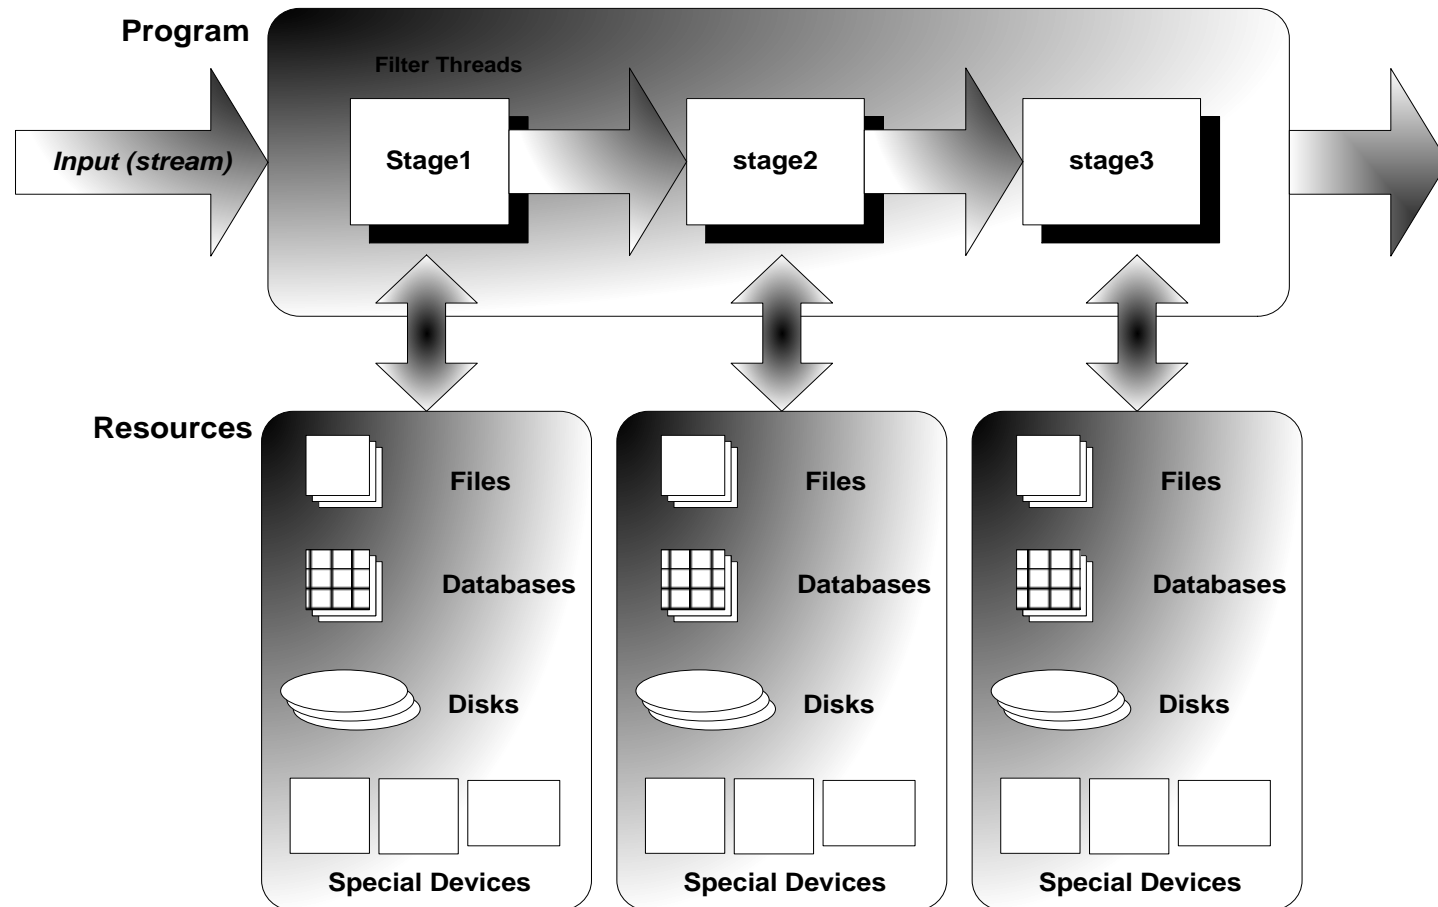 Program
Filter Threads
Input (stream)
Stage1
stage2
stage3
Resources
Files
Databases
Disks
Special Devices
Files
Databases
Disks
Special Devices
Files
Databases
Disks
Special Devices